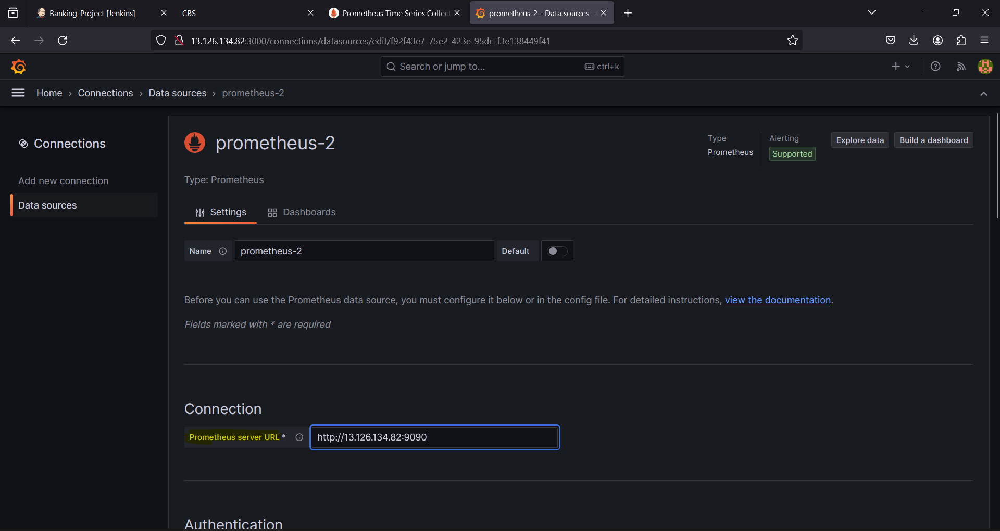 Banking_Project [Jenkins]
CBS
Prometheus Time Series Collect
prometheus-2 - Data sources -
13.126.134.82:3000/connections/datasources/edit/f92f43e7-75e2-423e-95dc-f3e138449f41
Search or jump to...
ctrl+k
Home › Connections › Data sources › prometheus-2
Connections
Add new connection
Data sources
prometheus-2
Type
Prometheus
Alerting
Supported
Explore data
Build a dashboard
Type: Prometheus
Settings
Dashboards
Name
prometheus-2
Default
Before you can use the Prometheus data source, you must configure it below or in the config file. For detailed instructions, view the documentation.
Fields marked with * are required
Connection
Prometheus server URL *
http://13.126.134.82:9090
Authentication